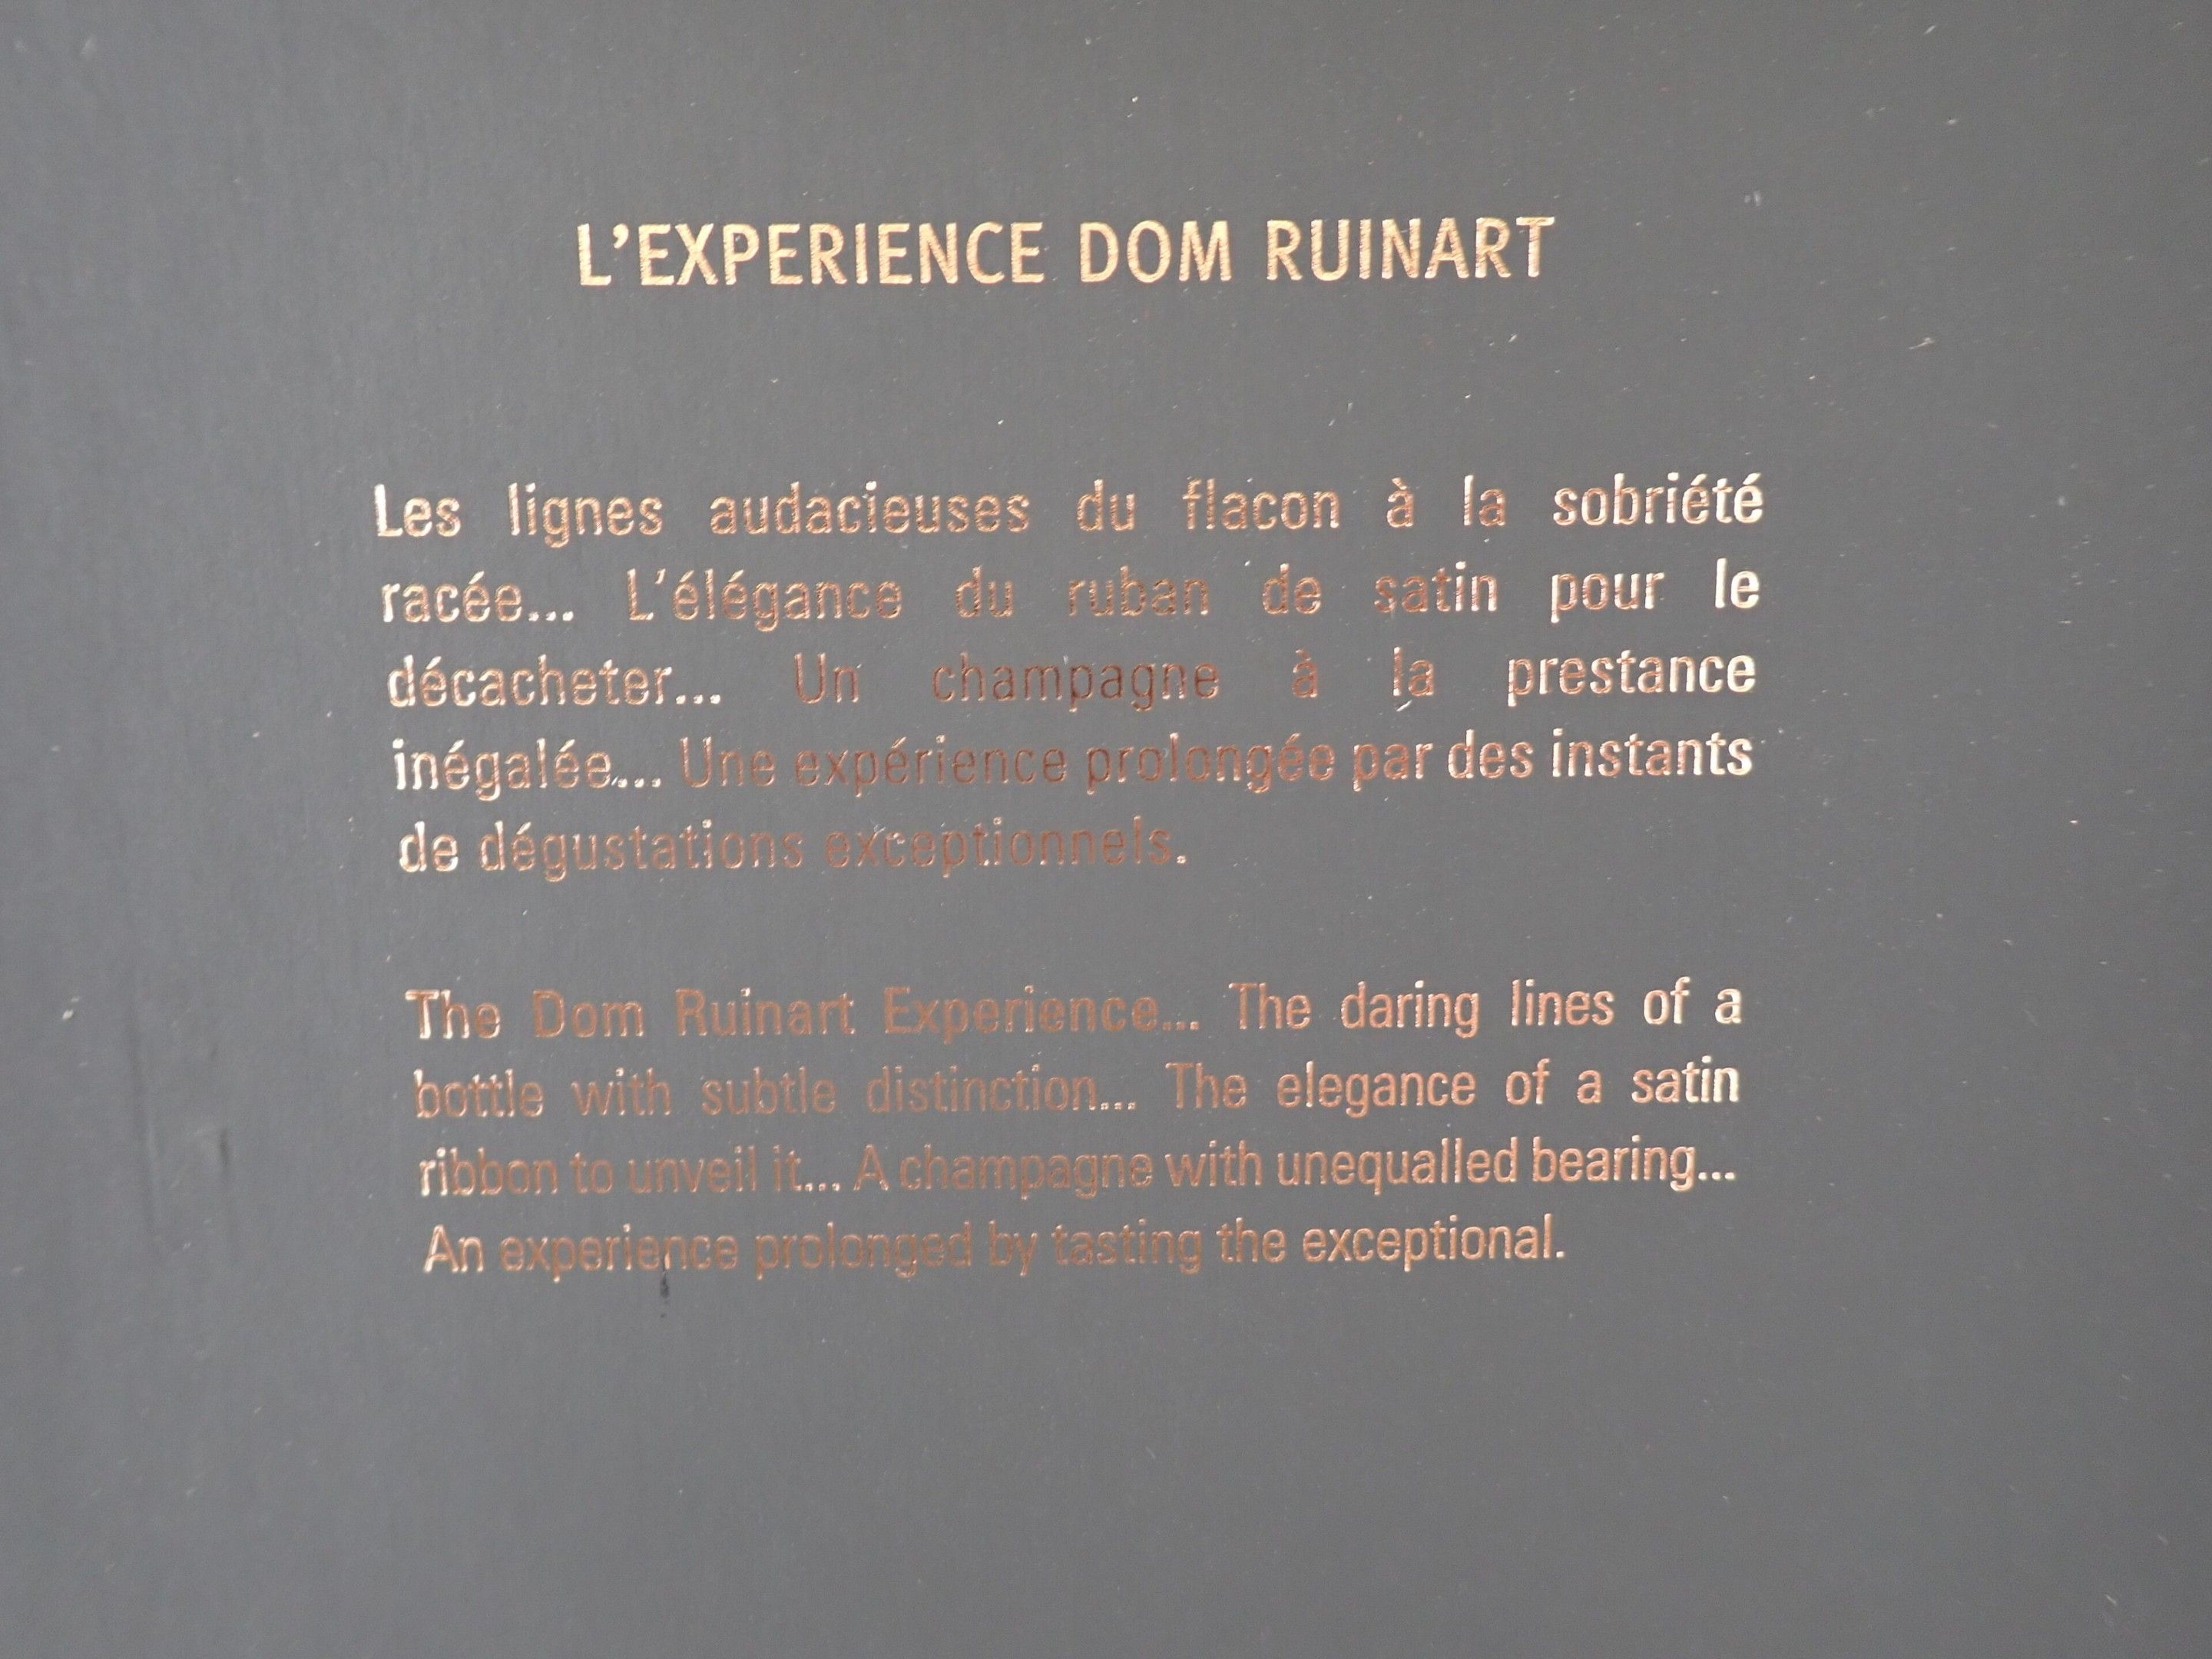 L'EXPERIENCE DOM RUINART
Les lignes audacieuses du flacon à la sobriété
racée... L'élégance du ruban de satin pour le
décacheter... Un champagne à la prestance
inégalée... Une expérience prolongée par des instants
de dégustations exceptionnels.
The Dom Ruinart Experience... The daring lines of a
bottle with subtle distinction... The elegance of a satin
ribbon to unveil it... A champagne with unequalled bearing...
An experience prolonged by tasting the exceptional.